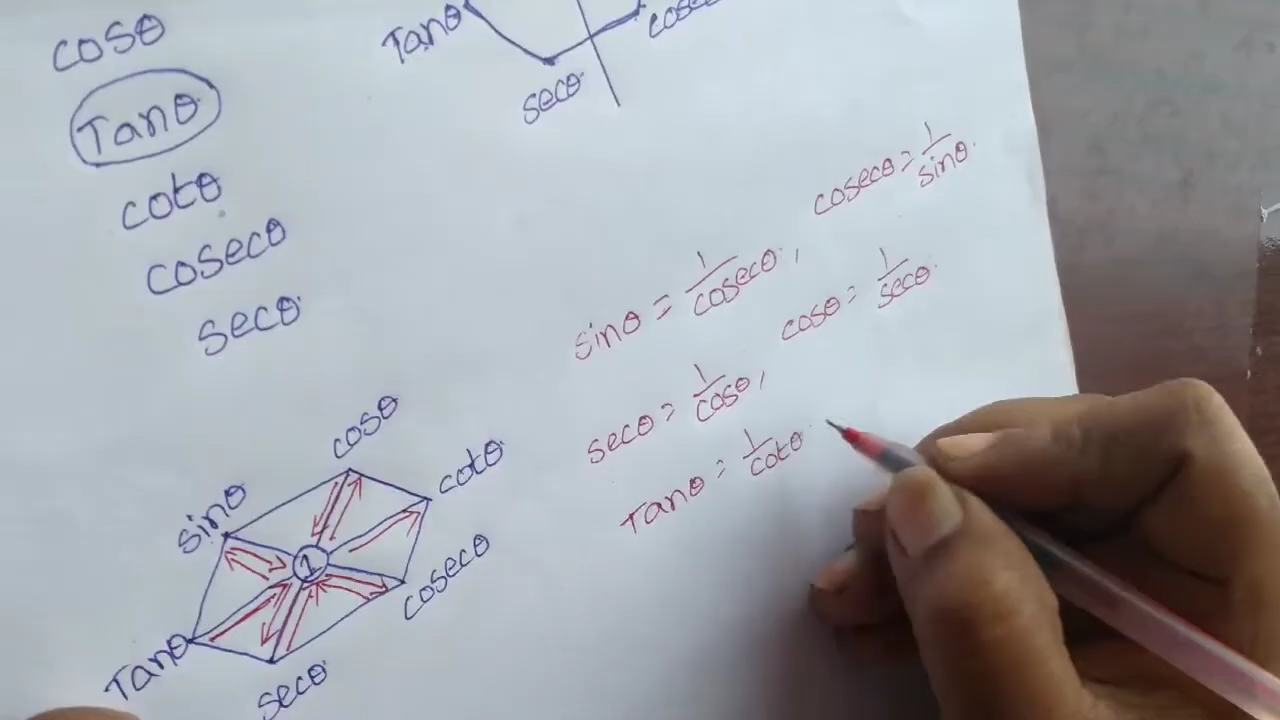 cosθ
Tanθ
cotθ
cosecθ
secθ
Tanθ
secθ
cosecθ = 1/sinθ
sinθ = 1/cosecθ,
cosθ = 1/secθ
secθ = 1/cosθ,
Tanθ = 1/cotθ
cosθ
sinθ
cotθ
1
cosecθ
Tanθ
secθ